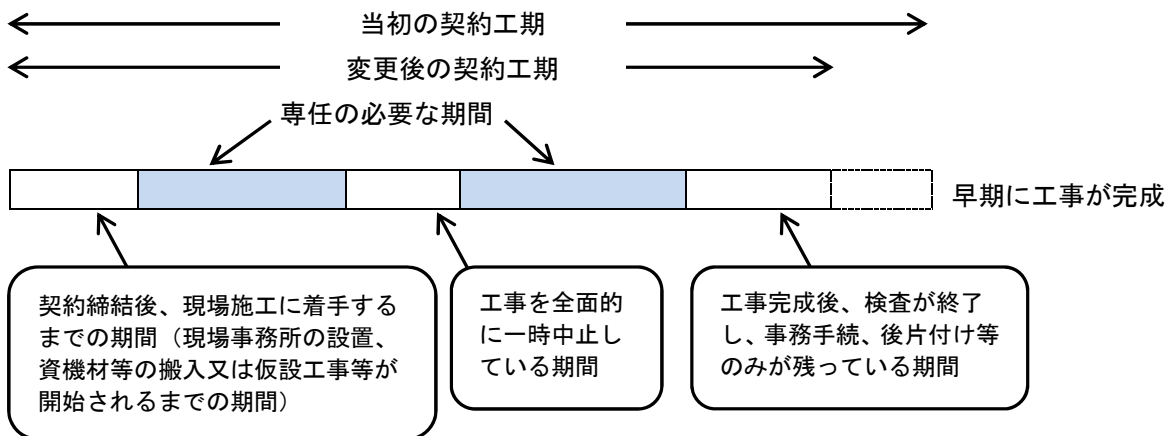 当初の契約工期
変更後の契約工期
専任の必要な期間
早期に工事が完成
契約締結後、現場施工に着手する
までの期間（現場事務所の設置、
資機材等の搬入又は仮設工事等が
開始されるまでの期間）
工事を全面的
に一時中止し
ている期間
工事完成後、検査が終了
し、事務手続、後片付け等
のみが残っている期間